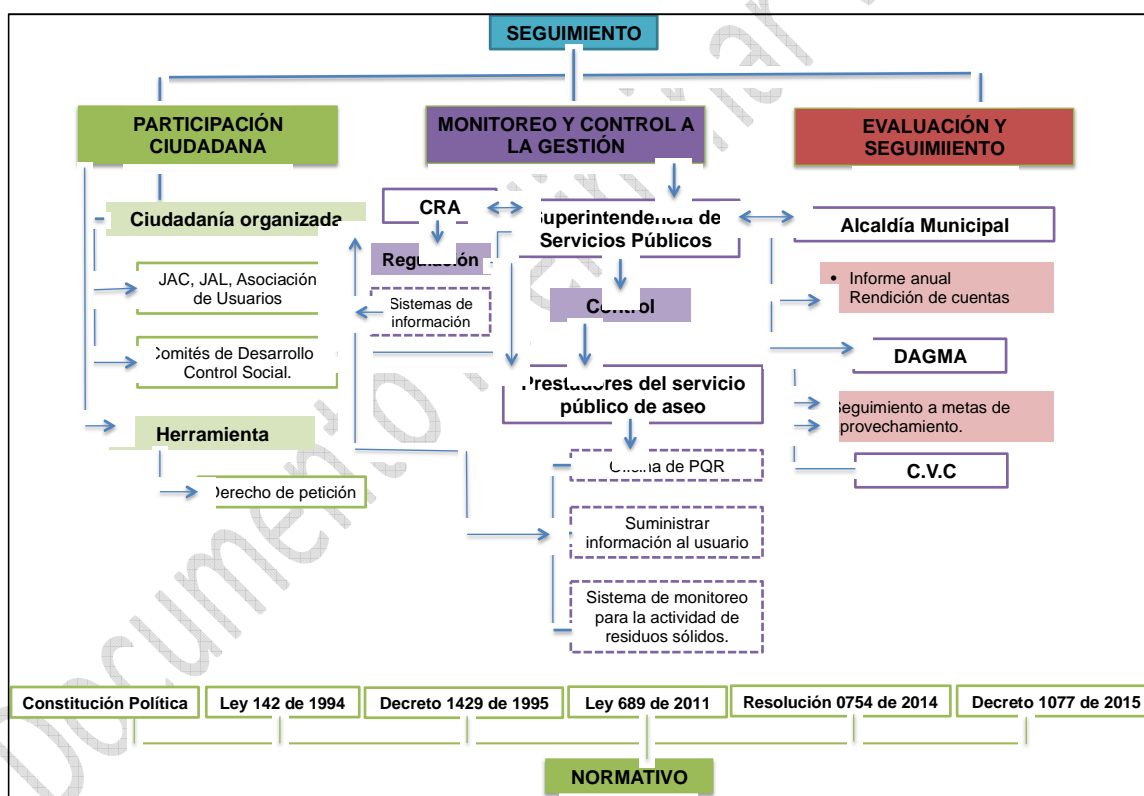 SEGUIMIENTO
PARTICIPACIÓN
CIUDADANA
MONITOREO Y CONTROL A
LA GESTIÓN
EVALUACIÓN Y
SEGUIMIIENTO
Ciudadanía organizada
JAC, JAL, Asociación
de Usuarios
Comités de Desarrollo
Control Social.
Herramienta
Derecho de petición
CRA
Regulación
Sistemas de
información
Superintendencia de
Servicios Públicos
Control
Prestadores del servicio
público de aseo
Oficina de PQR
Suministrar
información al usuario
Sistema de monitoreo
para la actividad de
residuos sólidos.
Alcaldía Municipal
• Informe anual
Rendición de cuentas
DAGMA
Seguimiento a metas de
aprovechamiento.
C.V.C
Constitución Política
Ley 142 de 1994
Decreto 1429 de 1995
Ley 689 de 2011
Resolución 0754 de 2014
Decreto 1077 de 2015
NORMATIVO
Documento